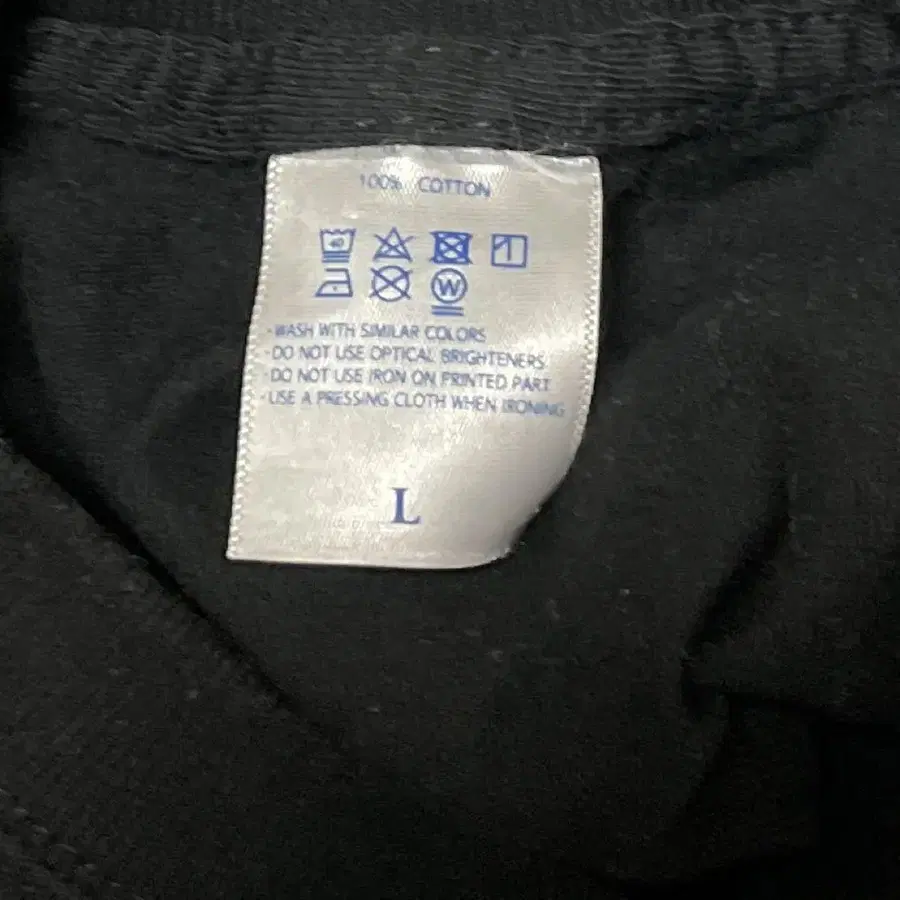 100% COTTON
40
W
·WASH WITH SIMILAR COLORS
·DO NOT USE OPTICAL BRIGHTENERS
·DO NOT USE IRON ON PRINTED PART
·USE A PRESSING CLOTH WHEN IRONING
L